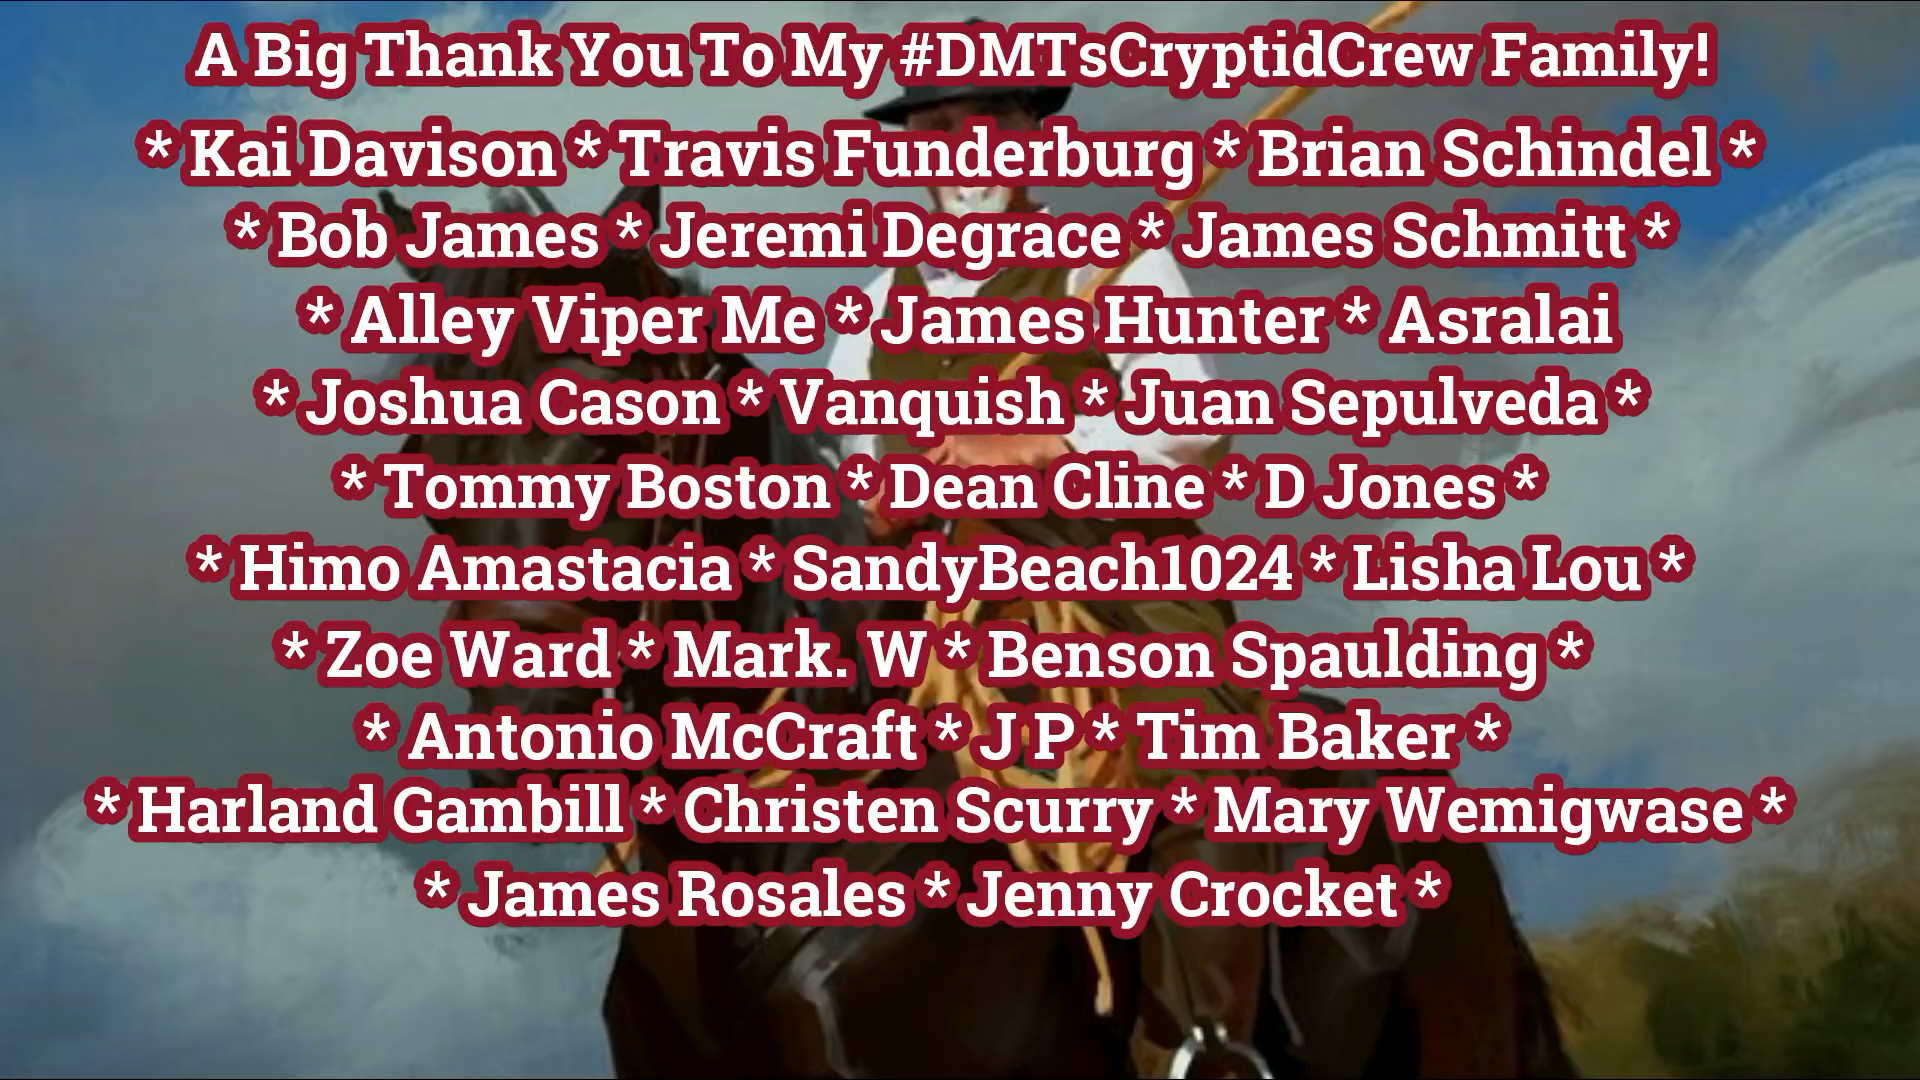 A Big Thank You To My #DMTsCryptidCrew Family!
* Kai Davison * Travis Funderburg * Brian Schindel *
* Bob James * Jeremi Degrace * James Schmitt *
* Alley Viper Me * James Hunter * Asralai
* Joshua Cason * Vanquish * Juan Sepulveda *
* Tommy Boston * Dean Cline * D Jones *
* Himo Amastacia * SandyBeach1024 * Lisha Lou *
* Zoe Ward * Mark. W * Benson Spaulding *
* Antonio McCraft * J P * Tim Baker *
* Harland Gambill * Christen Scurry * Mary Wemigwase *
* James Rosales * Jenny Crocket *